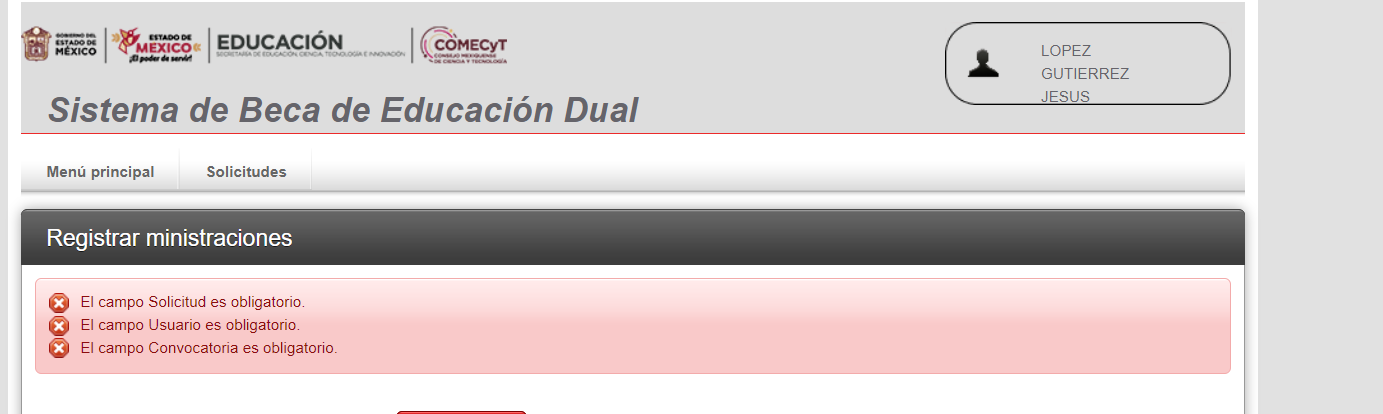 GOBIERNO DEL
ESTADO DE
MÉXICO
ESTADO DE
MÉXICO
¡El poder de servir!
EDUCACIÓN
SECRETARÍA DE EDUCACIÓN, CIENCIA, TECNOLOGÍA E INNOVACIÓN
COMECyT
CONSEJO MEXIQUENSE
DE CIENCIA Y TECNOLOGÍA
LOPEZ
GUTIERREZ
JESUS
Sistema de Beca de Educación Dual
Menú principal
Solicitudes
Registrar ministraciones
El campo Solicitud es obligatorio.
El campo Usuario es obligatorio.
El campo Convocatoria es obligatorio.